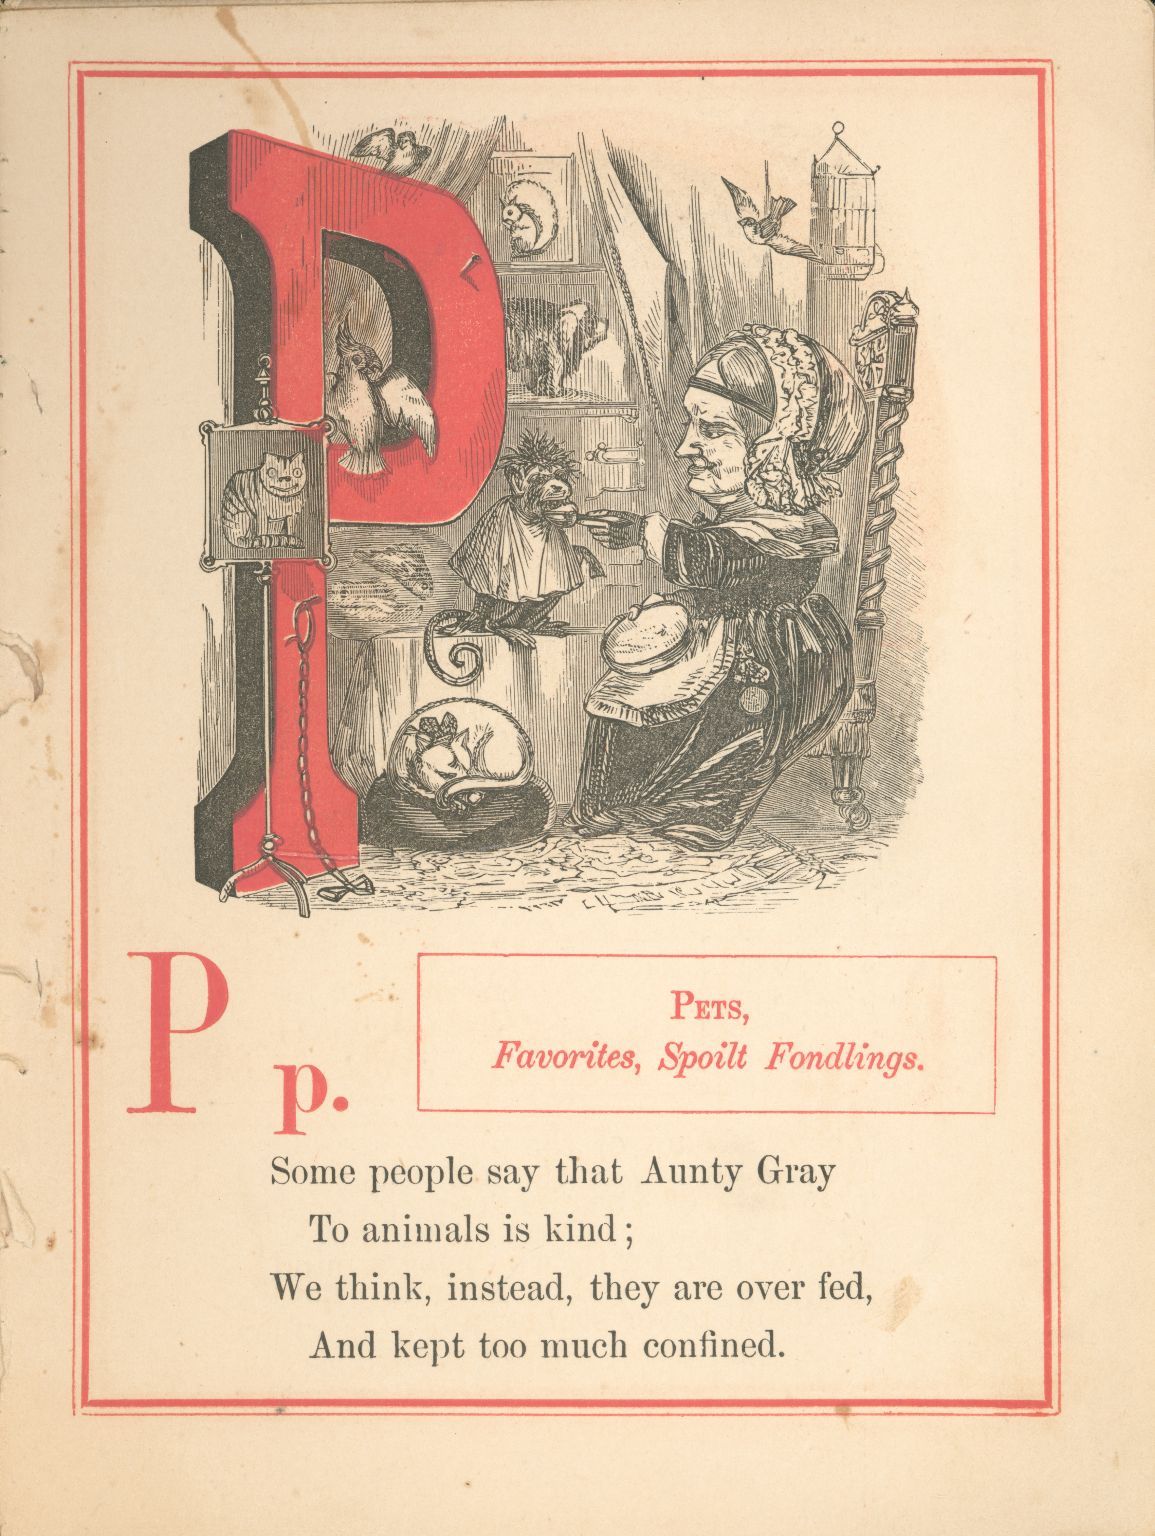 P
P p.
PETS,
Favorites, Spoilt Fondlings.
Some people say that Aunty Gray
To animals is kind;
We think, instead, they are over fed,
And kept too much confined.